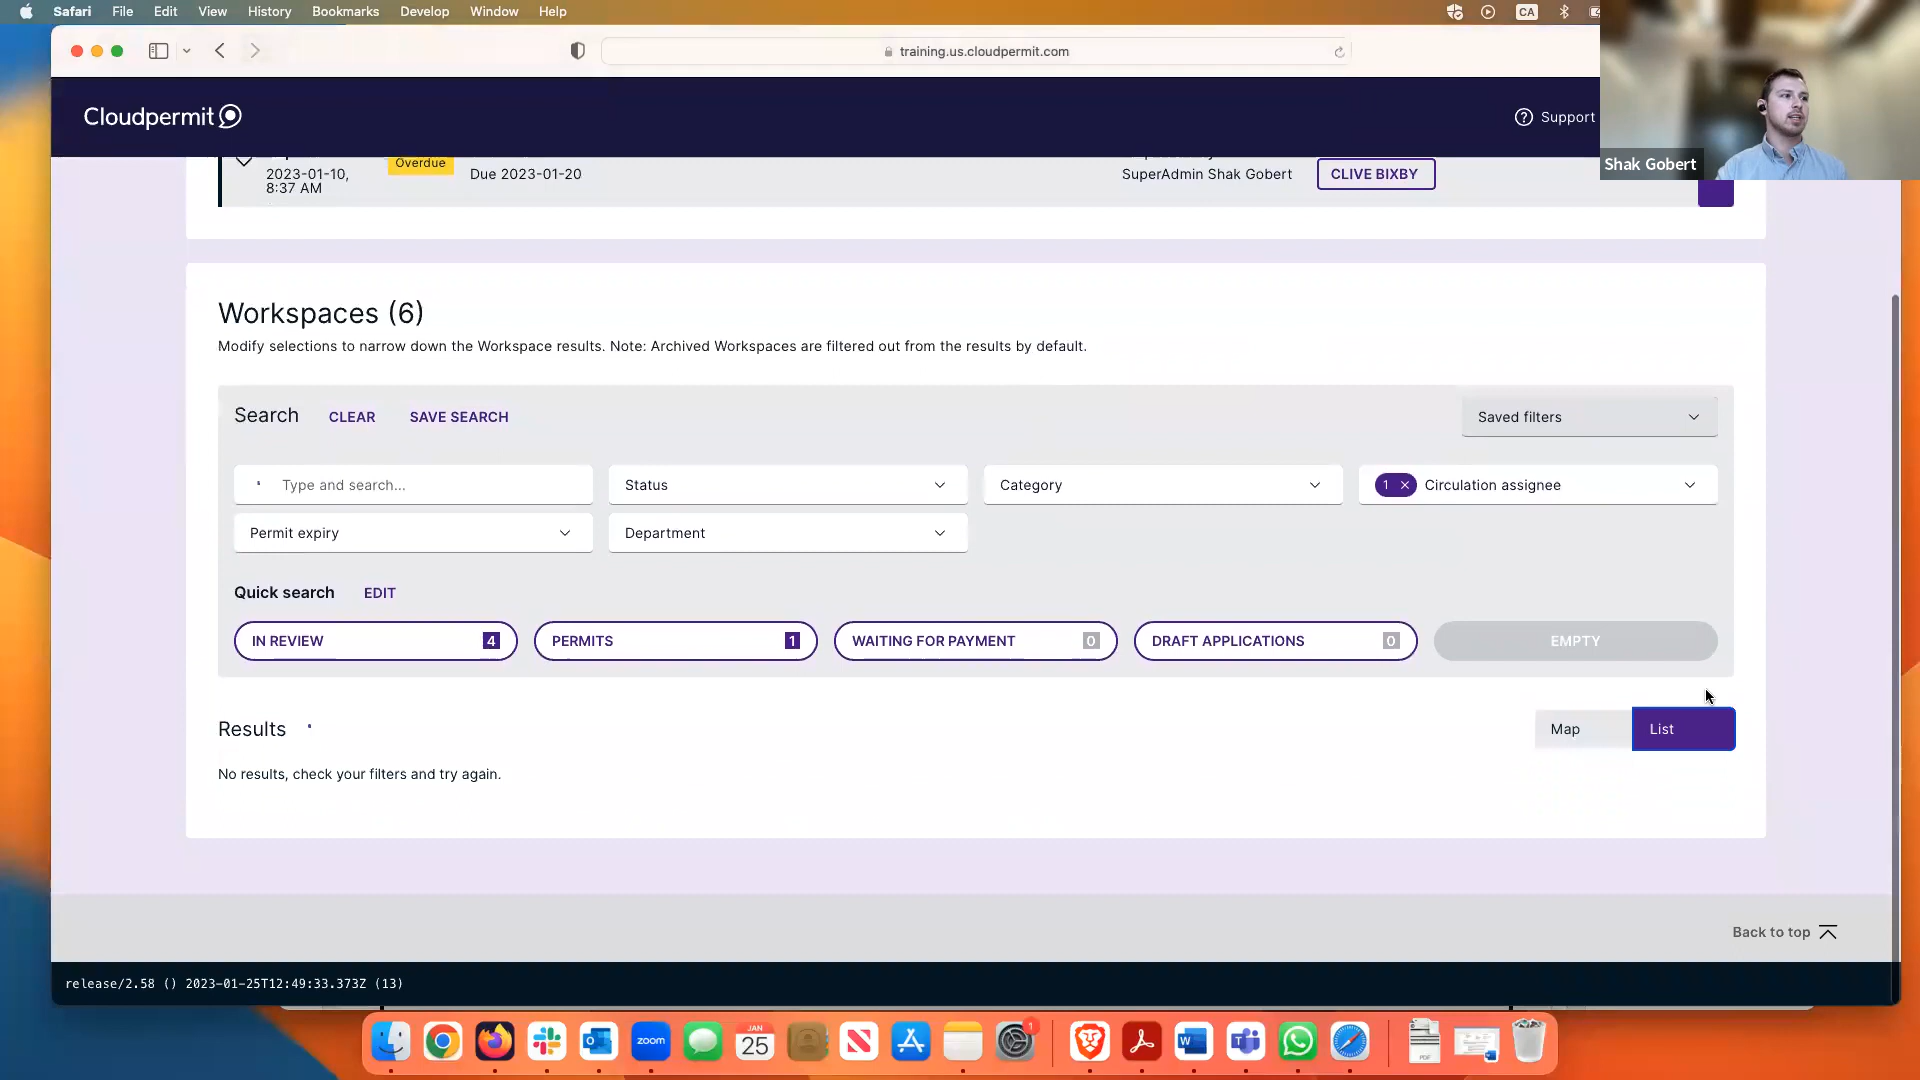 Safari File Edit View History Bookmarks Develop Window Help CA
training.us.cloudpermit.com
Cloudpermit
Support
Shak Gobert
2023-01-10,
8:37 AM
Overdue
Due 2023-01-20
SuperAdmin Shak Gobert
CLIVE BIXBY
Workspaces (6)
Modify selections to narrow down the Workspace results. Note: Archived Workspaces are filtered out from the results by default.
Search CLEAR SAVE SEARCH Saved filters
Type and search... Status Category 1 × Circulation assignee
Permit expiry Department
Quick search EDIT
IN REVIEW 4 PERMITS 1 WAITING FOR PAYMENT 0 DRAFT APPLICATIONS 0 EMPTY
Results Map List
No results, check your filters and try again.
Back to top
release/2.58 () 2023-01-25T12:49:33.373Z (13)
zoom
JAN
25
1
PDF